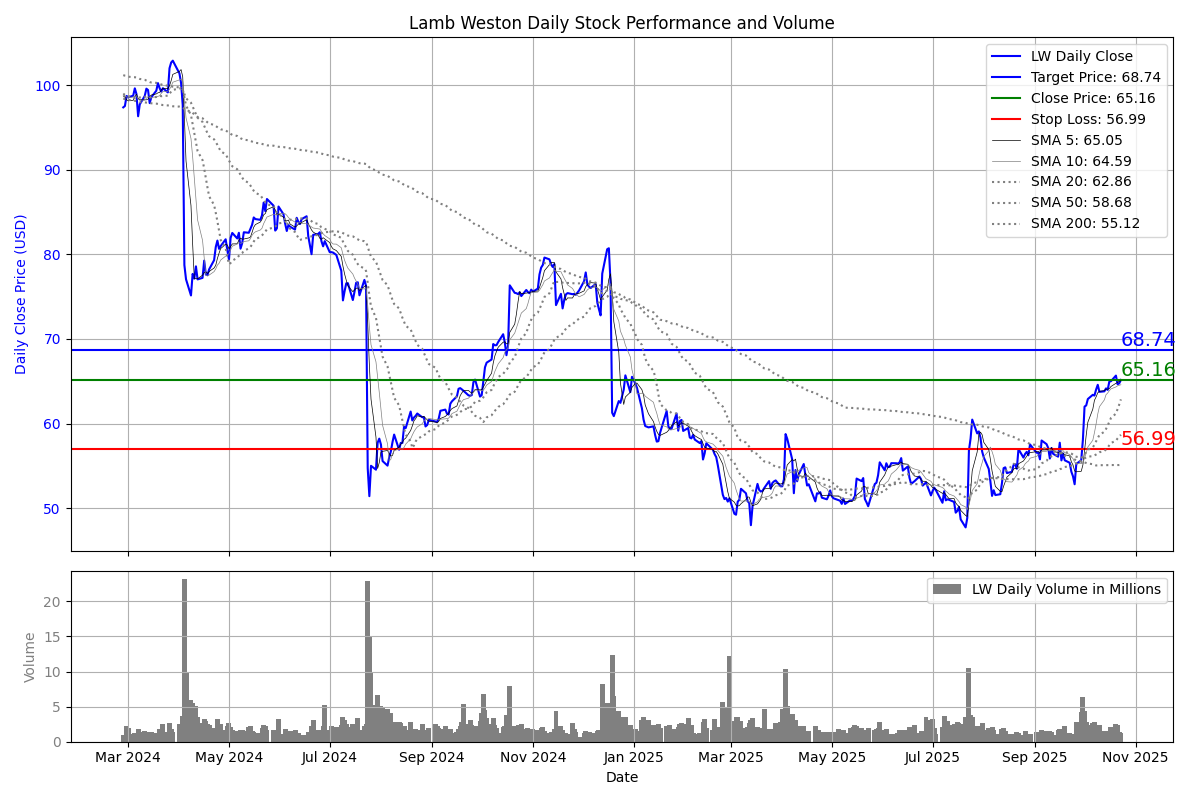 Lamb Weston Daily Stock Performance and Volume
LW Daily Close
Target Price: 68.74
Close Price: 65.16
Stop Loss: 56.99
SMA 5: 65.05
SMA 10: 64.59
SMA 20: 62.86
SMA 50: 58.68
SMA 200: 55.12
Daily Close Price (USD)
100
90
80
70
60
50
68.74
65.16
56.99
LW Daily Volume in Millions
Volume
20
15
10
5
0
Mar 2024 May 2024 Jul 2024 Sep 2024 Nov 2024 Jan 2025 Mar 2025 May 2025 Jul 2025 Sep 2025 Nov 2025
Date